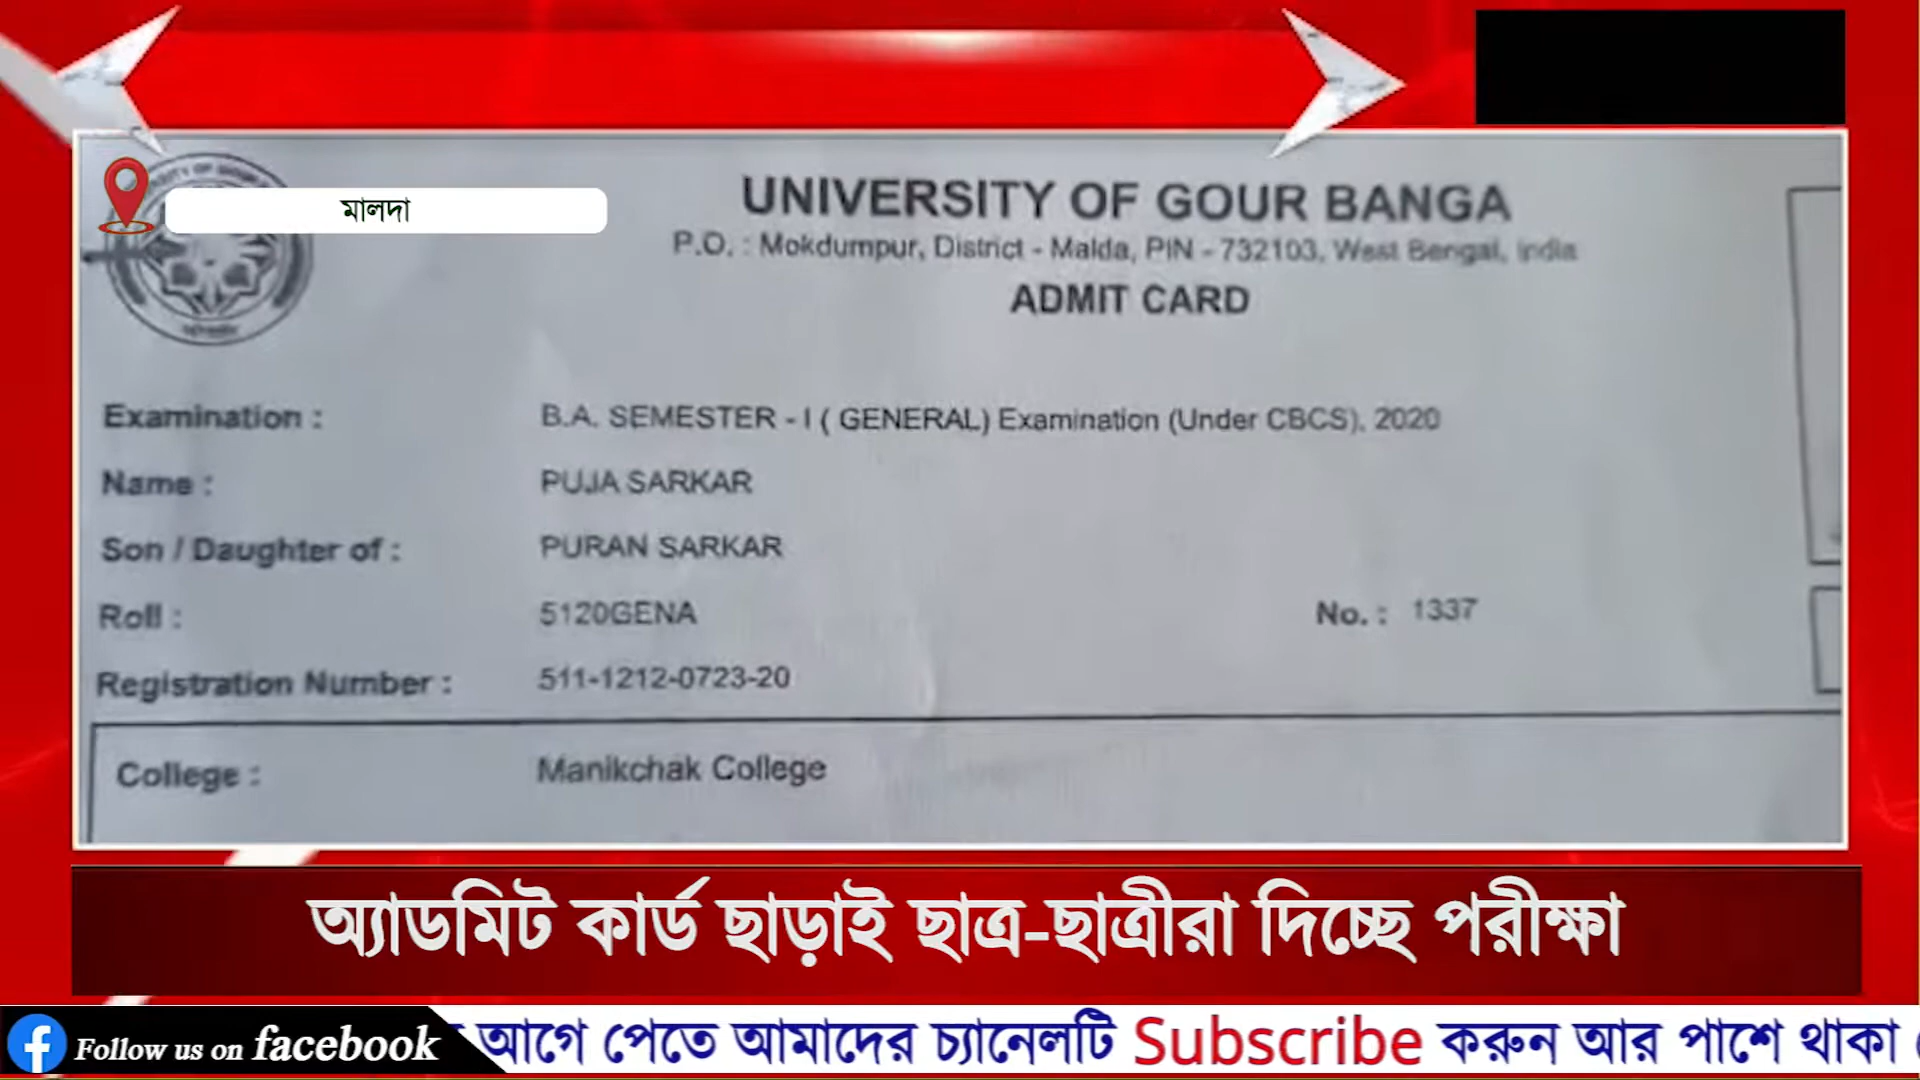 মালদা
UNIVERSITY OF GOUR BANGA
P.O. : Mokdumpur, District - Malda, PIN - 732103, West Bengal, India
ADMIT CARD
Examination : B.A. SEMESTER - I ( GENERAL) Examination (Under CBCS), 2020
Name : PUJA SARKAR
Son / Daughter of : PURAN SARKAR
Roll : 5120GENA No. : 1337
Registration Number : 511-1212-0723-20
College : Manikchak College
অ্যাডমিট কার্ড ছাড়াই ছাত্র-ছাত্রীরা দিচ্ছে পরীক্ষা
Follow us on facebook আগে পেতে আমাদের চ্যানেলটি Subscribe করুন আর পাশে থাকা